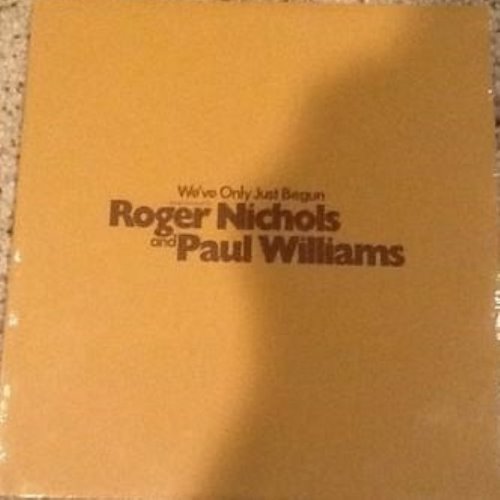 We've Only Just Begun
Roger Nichols
and Paul Williams